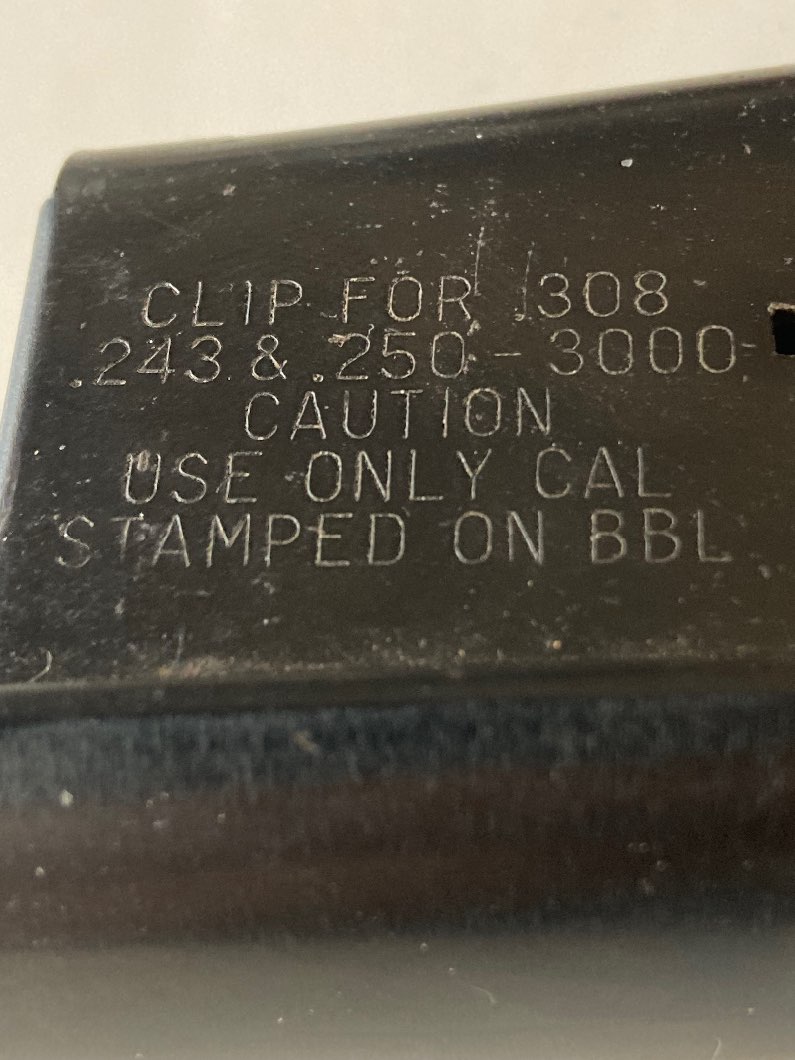 CLIP FOR .308
.243 & .250-3000
CAUTION
USE ONLY CAL
STAMPED ON BBL